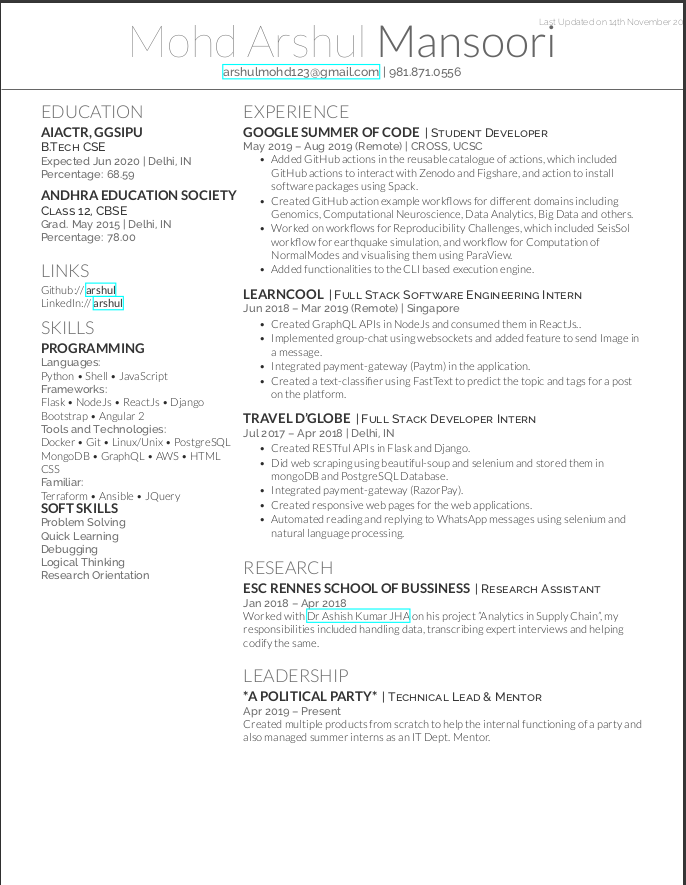 Last Updated on 14th November 20
Mohd Arshul Mansoori
arshulmohd123@gmail.com | 981.871.0556
EDUCATION
AIACTR, GGSIPU
B.Tech CSE
Expected Jun 2020 | Delhi, IN
Percentage: 68.59
ANDHRA EDUCATION SOCIETY
Class 12, CBSE
Grad. May 2015 | Delhi, IN
Percentage: 78.00
LINKS
Github:// arshul
LinkedIn:// arshul
SKILLS
PROGRAMMING
Languages:
Python • Shell • JavaScript
Frameworks:
Flask • NodeJs • ReactJs • Django
Bootstrap • Angular 2
Tools and Technologies:
Docker • Git • Linux/Unix • PostgreSQL
MongoDB • GraphQL • AWS • HTML
CSS
Familiar:
Terraform • Ansible • JQuery
SOFT SKILLS
Problem Solving
Quick Learning
Debugging
Logical Thinking
Research Orientation
EXPERIENCE
GOOGLE SUMMER OF CODE | Student Developer
May 2019 – Aug 2019 (Remote) | CROSS, UCSC
• Added GitHub actions in the reusable catalogue of actions, which included
GitHub actions to interact with Zenodo and Figshare, and action to install
software packages using Spack.
• Created GitHub action example workflows for different domains including
Genomics, Computational Neuroscience, Data Analytics, Big Data and others.
• Worked on workflows for Reproducibility Challenges, which included SeisSol
workflow for earthquake simulation, and workflow for Computation of
NormalModes and visualising them using ParaView.
• Added functionalities to the CLI based execution engine.
LEARNCOOL | Full Stack Software Engineering Intern
Jun 2018 – Mar 2019 (Remote) | Singapore
• Created GraphQL APIs in NodeJs and consumed them in ReactJs..
• Implemented group-chat using websockets and added feature to send Image in
a message.
• Integrated payment-gateway (Paytm) in the application.
• Created a text-classifier using FastText to predict the topic and tags for a post
on the platform.
TRAVEL D'GLOBE | Full Stack Developer Intern
Jul 2017 – Apr 2018 | Delhi, IN
• Created RESTful APIs in Flask and Django.
• Did web scraping using beautiful-soup and selenium and stored them in
mongoDB and PostgreSQL Database.
• Integrated payment-gateway (RazorPay).
• Created responsive web pages for the web applications.
• Automated reading and replying to WhatsApp messages using selenium and
natural language processing.
RESEARCH
ESC RENNES SCHOOL OF BUSSINESS | Research Assistant
Jan 2018 – Apr 2018
Worked with Dr Ashish Kumar JHA on his project "Analytics in Supply Chain", my
responsibilities included handling data, transcribing expert interviews and helping
codify the same.
LEADERSHIP
*A POLITICAL PARTY* | Technical Lead & Mentor
Apr 2019 – Present
Created multiple products from scratch to help the internal functioning of a party and
also managed summer interns as an IT Dept. Mentor.